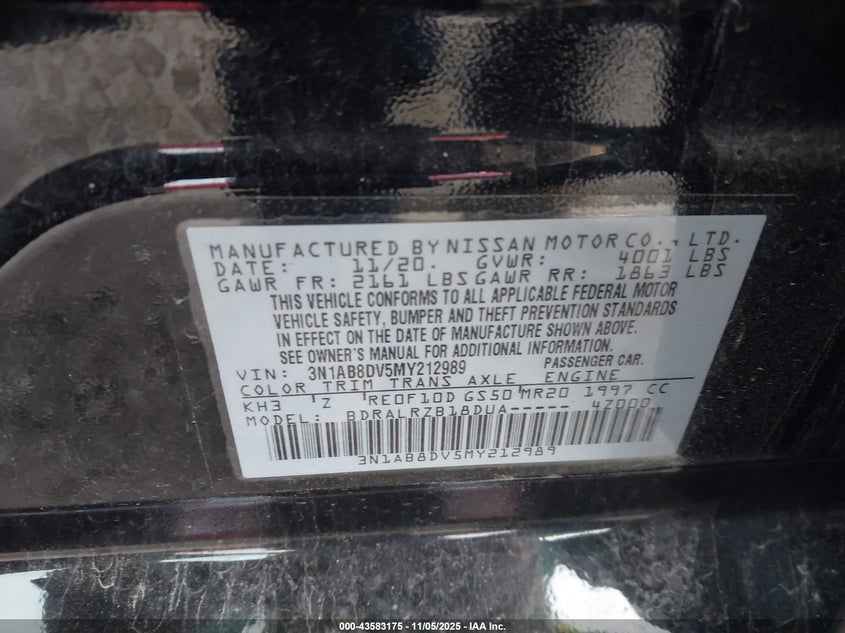 MANUFACTURED BY NISSAN MOTOR CO., LTD.
DATE: 11/20. GVWR: 4001 LBS
GAWR FR: 2161 LBS GAWR RR: 1863 LBS
THIS VEHICLE CONFORMS TO ALL APPLICABLE FEDERAL MOTOR
VEHICLE SAFETY, BUMPER AND THEFT PREVENTION STANDARDS
IN EFFECT ON THE DATE OF MANUFACTURE SHOWN ABOVE.
SEE OWNER'S MANUAL FOR ADDITIONAL INFORMATION
VIN: 3N1AB8DV5MY212989 PASSENGER CAR.
COLOR TRIM TRANS AXLE ENGINE
KH3 Z RE0F10D GS50 MR20 1997 CC
MODEL: BDRALRZB18DUA----- 4Z000
3N1AB8DV5MY212989
000-43583175 - 11/05/2025 - IAA Inc.